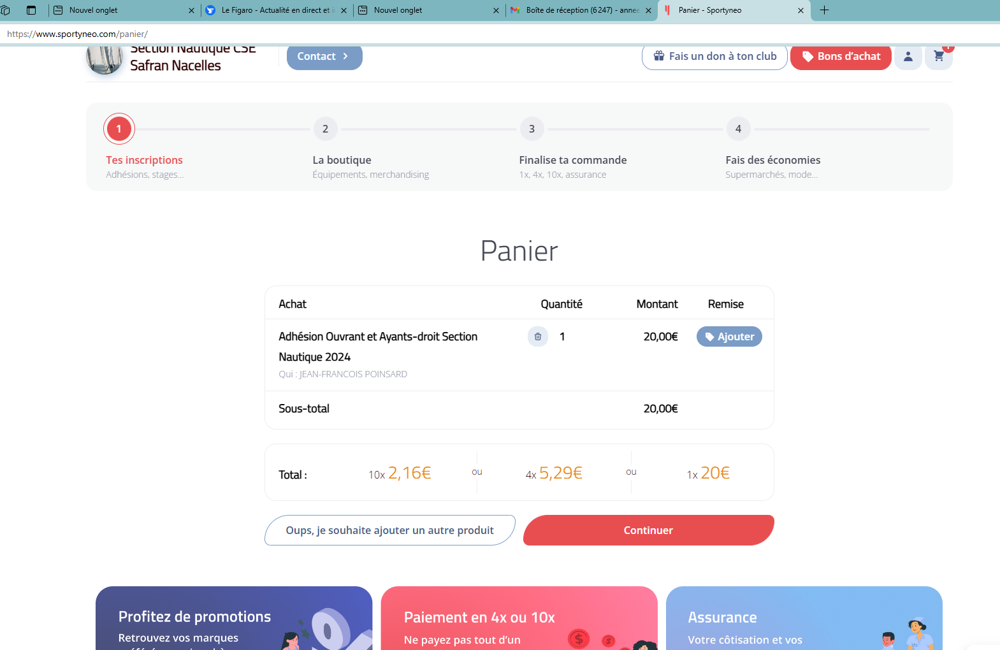 Nouvel onglet
Le Figaro - Actualité en direct et i
Nouvel onglet
Boîte de réception (6 247) - annee
Panier - Sportyneo
https://www.sportyneo.com/panier/
Section Nautique CSE
Safran Nacelles
Contact
Fais un don à ton club
Bons d'achat
1
1
2
3
4
Tes inscriptions
La boutique
Finalise ta commande
Fais des économies
Adhésions, stages...
Équipements, merchandising
1x, 4x, 10x, assurance
Supermarchés, mode...
Panier
Achat Quantité Montant Remise
Adhésion Ouvrant et Ayants-droit Section
Nautique 2024
1 20,00€ Ajouter
Qui : JEAN-FRANCOIS POINSARD
Sous-total 20,00€
Total : 10x 2,16€ ou 4x 5,29€ ou 1x 20€
Oups, je souhaite ajouter un autre produit
Continuer
Profitez de promotions
Retrouvez vos marques
Paiement en 4x ou 10x
Ne payez pas tout d'un
Assurance
Votre côtisation et vos